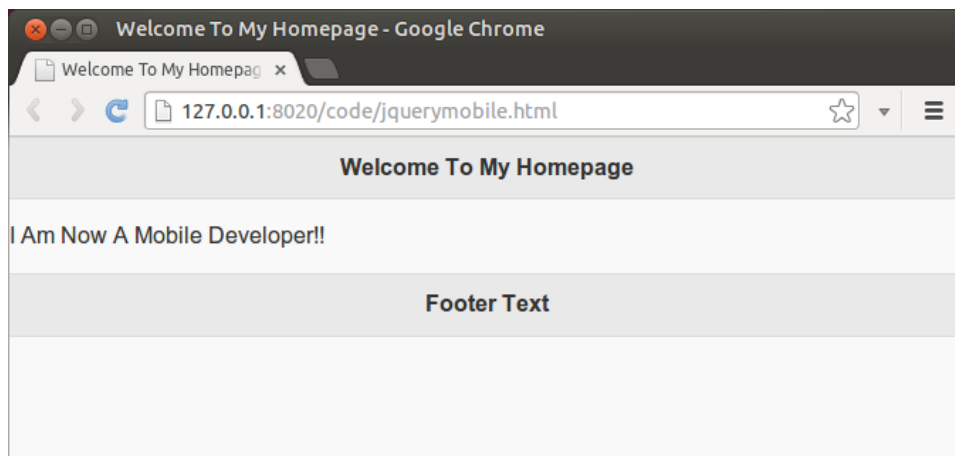 Welcome To My Homepage - Google Chrome
Welcome To My Homepag
127.0.0.1:8020/code/jquerymobile.html
Welcome To My Homepage
I Am Now A Mobile Developer!!
Footer Text